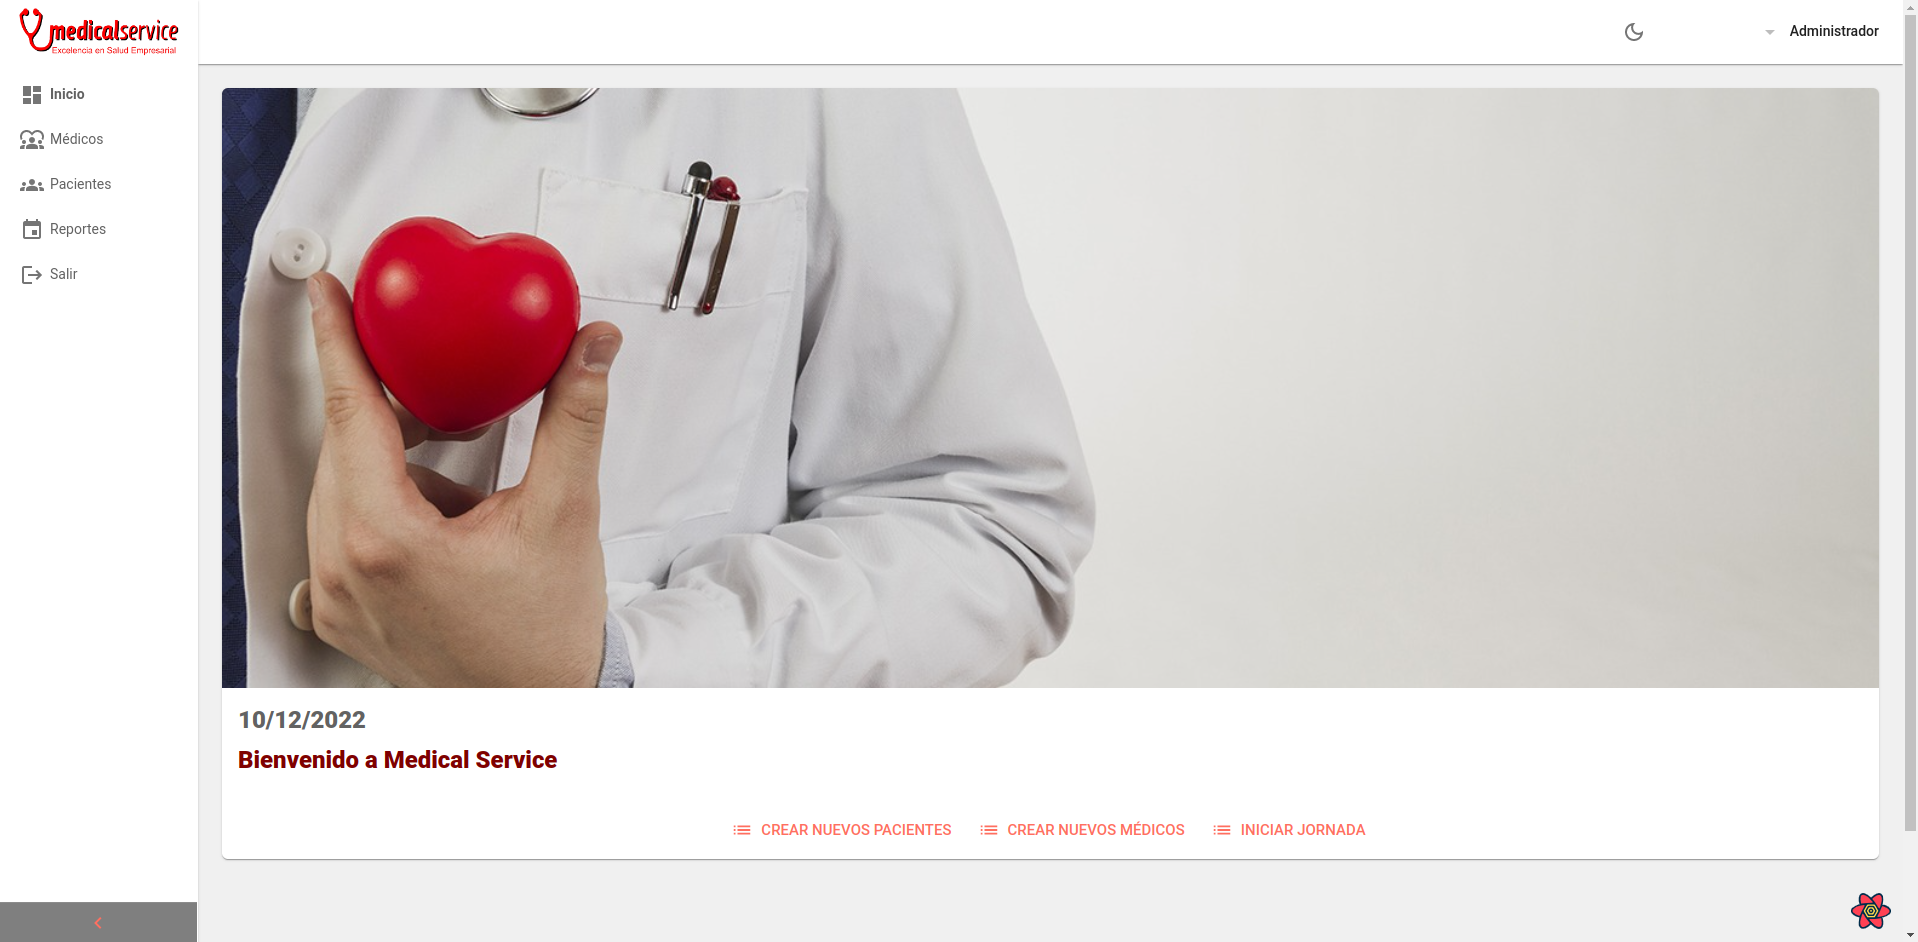 medicalservice
Excelencia en Salud Empresarial
Administrador
Inicio
Médicos
Pacientes
Reportes
Salir
10/12/2022
Bienvenido a Medical Service
CREAR NUEVOS PACIENTES
CREAR NUEVOS MÉDICOS
INICIAR JORNADA